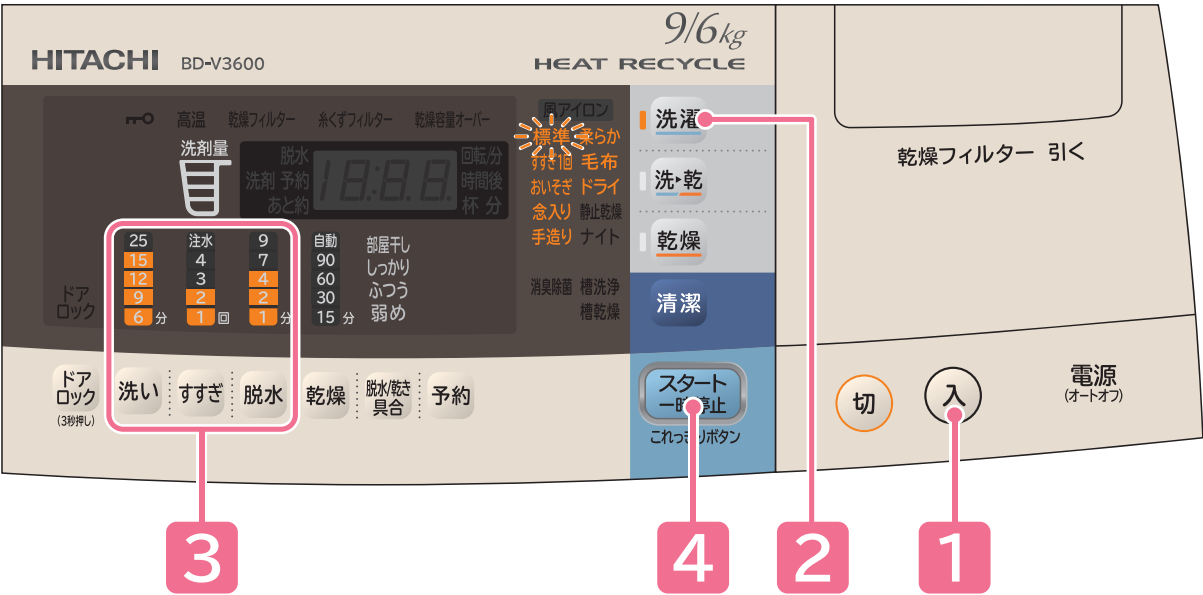 9/6kg
HITACHI BD-V3600
HEAT RECYCLE
高温 乾燥フィルター 糸くずフィルター 乾燥容量オーバー
風アイロン
洗剤量
標準 柔らか
すすぎ1回 毛布
おいそぎ ドライ
念入り 静止乾燥
手造り ナイト
消臭除菌 槽洗浄
槽乾燥
脱水 回転/分
洗剤 予約 18:88 時間後
あと約 杯 分
洗濯
洗・乾
乾燥
清潔
乾燥フィルター 引く
25 注水 9 自動 部屋干し
15 4 7 90 しっかり
12 3 4 60 ふつう
9 2 2 30 弱め
6 分 1 回 1 分 15 分
ドア
ロック
ドア
ロック
(3秒押し)
洗い
すすぎ
脱水
乾燥
脱水/乾き
具合
予約
スタート
一時停止
これっきりボタン
切
入
電源
(オートオフ)
3
4
2
1